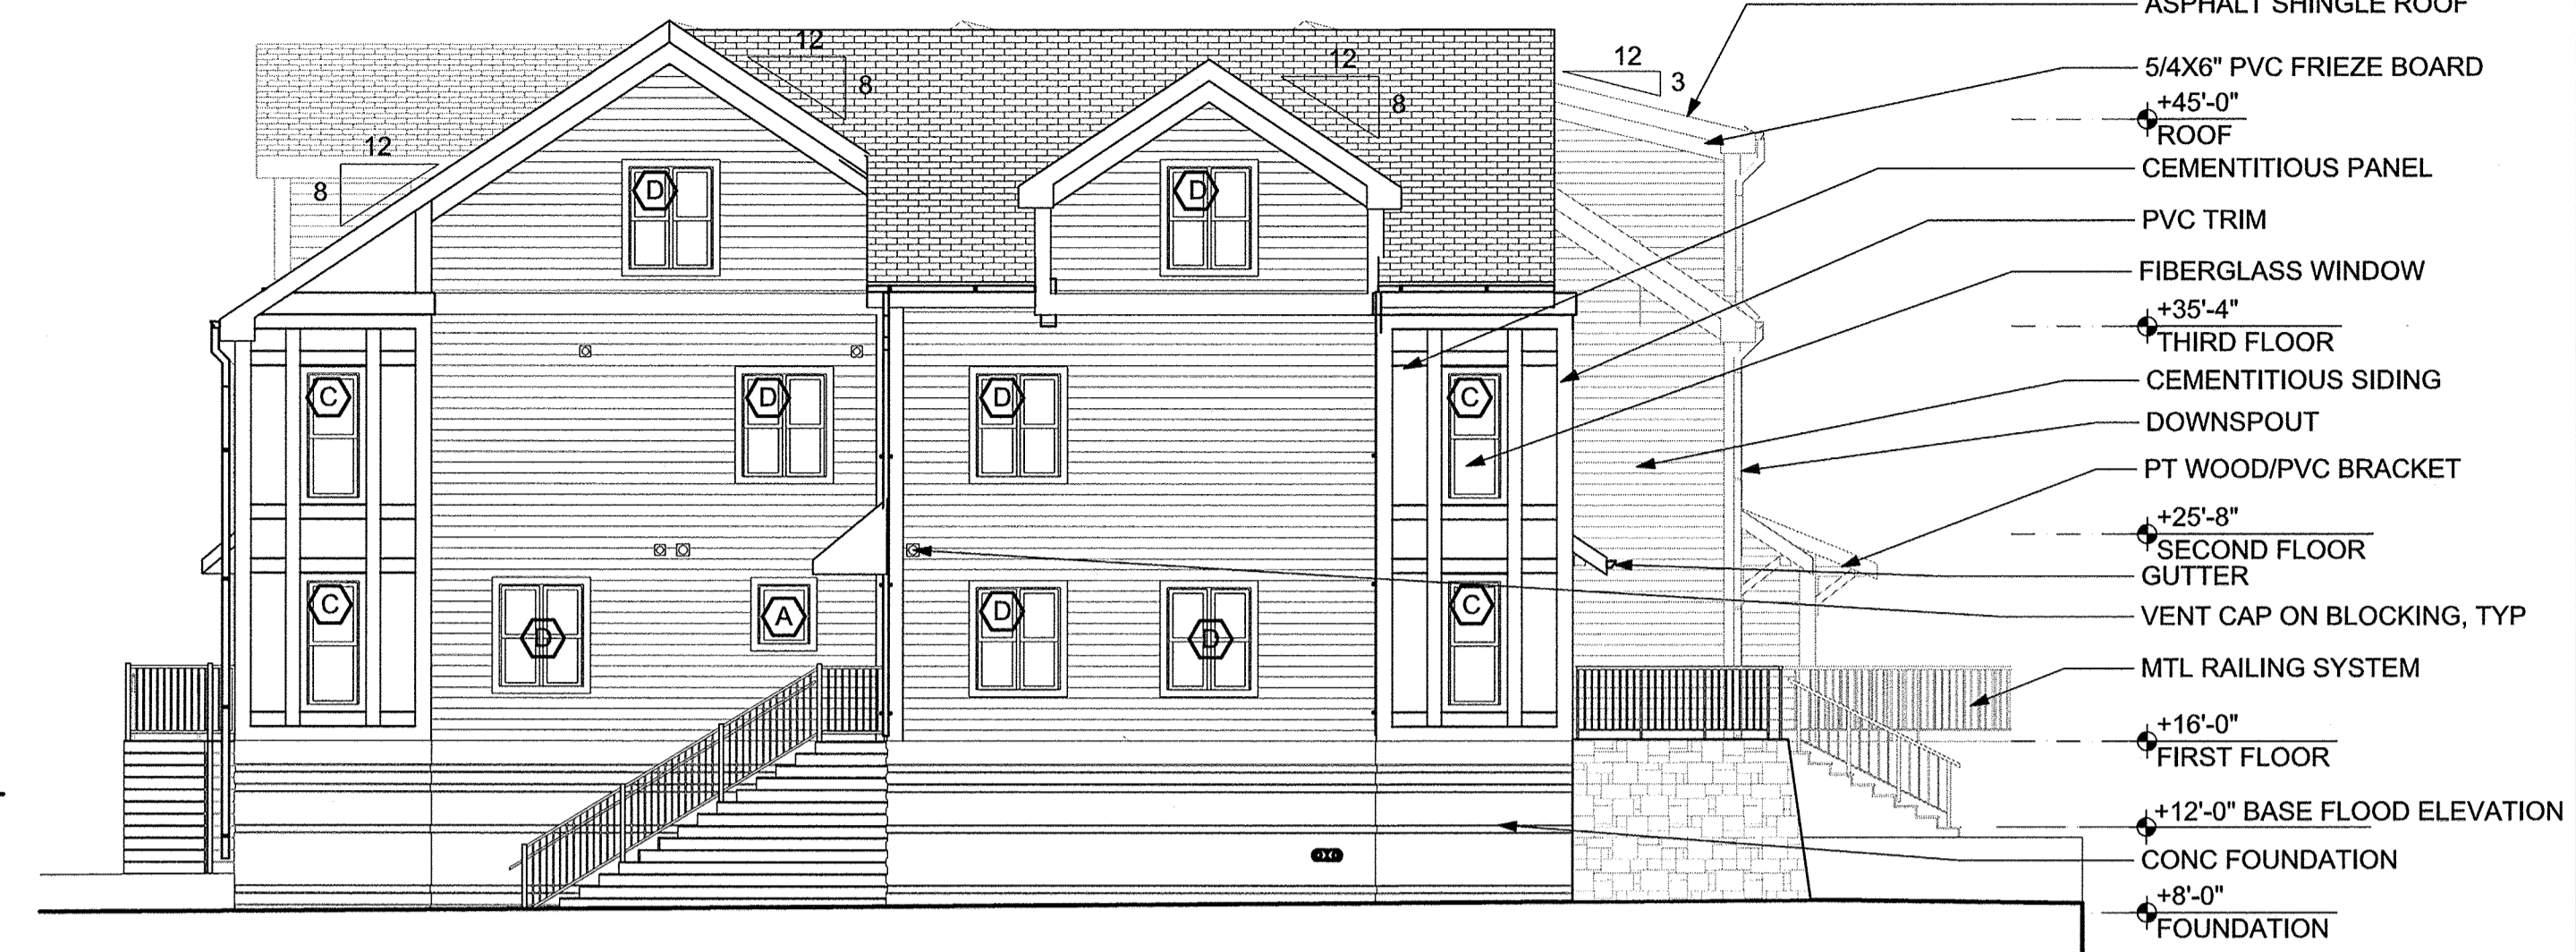 ASPHALT SHINGLE ROOF
12
8
12
8
12
3
12
8
5/4X6" PVC FRIEZE BOARD
+45'-0"
ROOF
CEMENTITIOUS PANEL
PVC TRIM
FIBERGLASS WINDOW
+35'-4"
THIRD FLOOR
CEMENTITIOUS SIDING
DOWNSPOUT
PT WOOD/PVC BRACKET
+25'-8"
SECOND FLOOR
GUTTER
VENT CAP ON BLOCKING, TYP
MTL RAILING SYSTEM
+16'-0"
FIRST FLOOR
+12'-0" BASE FLOOD ELEVATION
CONC FOUNDATION
+8'-0"
FOUNDATION
D
D
C
D
D
C
C
D
A
D
D
C